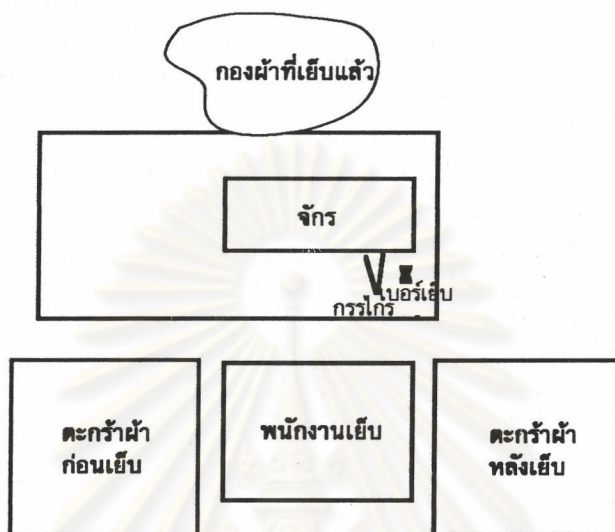 กองผ้าที่เย็บแล้ว
จักร
เบอร์เย็บ
กรรไกร
ตะกร้าผ้า
ก่อนเย็บ
พนักงานเย็บ
ตะกร้าผ้า
หลังเย็บ